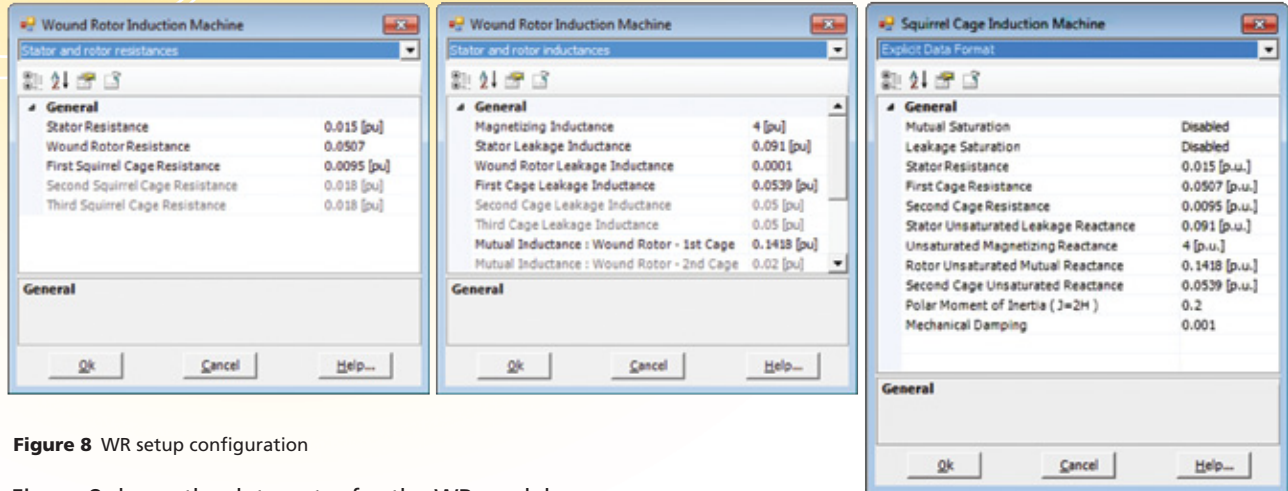 Wound Rotor Induction Machine
Stator and rotor resistances
General
Stator Resistance 0.015 [pu]
Wound Rotor Resistance 0.0507
First Squirrel Cage Resistance 0.0095 [pu]
Second Squirrel Cage Resistance 0.018 [pu]
Third Squirrel Cage Resistance 0.018 [pu]
General
Ok Cancel Help...
Wound Rotor Induction Machine
Stator and rotor inductances
General
Magnetizing Inductance 4 [pu]
Stator Leakage Inductance 0.091 [pu]
Wound Rotor Leakage Inductance 0.0001
First Cage Leakage Inductance 0.0539 [pu]
Second Cage Leakage Inductance 0.05 [pu]
Third Cage Leakage Inductance 0.05 [pu]
Mutual Inductance : Wound Rotor - 1st Cage 0.1418 [pu]
Mutual Inductance : Wound Rotor - 2nd Cage 0.02 [pu]
General
Ok Cancel Help...
Squirrel Cage Induction Machine
Explicit Data Format
General
Mutual Saturation Disabled
Leakage Saturation Disabled
Stator Resistance 0.015 [p.u.]
First Cage Resistance 0.0507 [p.u.]
Second Cage Resistance 0.0095 [p.u.]
Stator Unsaturated Leakage Reactance 0.091 [p.u.]
Unsaturated Magnetizing Reactance 4 [p.u.]
Rotor Unsaturated Mutual Reactance 0.1418 [p.u.]
Second Cage Unsaturated Reactance 0.0539 [p.u.]
Polar Moment of Inertia ( J=2H ) 0.2
Mechanical Damping 0.001
General
Ok Cancel Help...
Figure 8 WR setup configuration